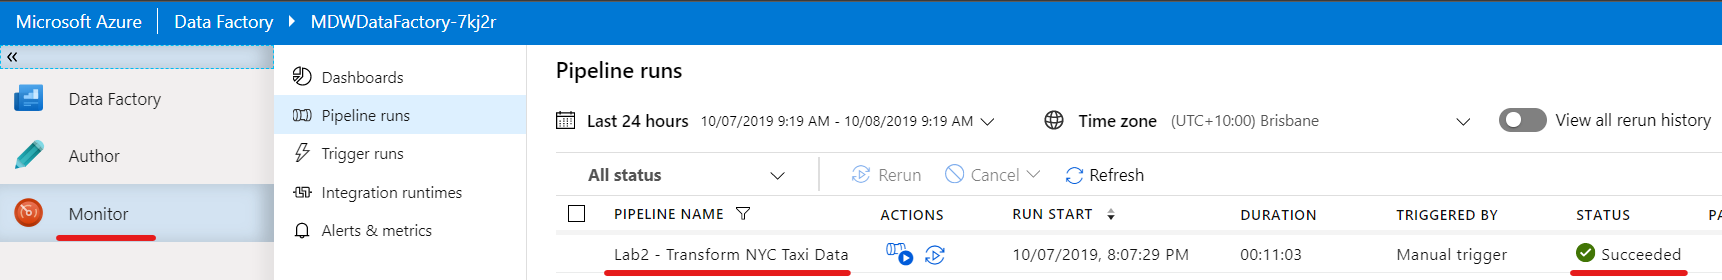 Microsoft Azure Data Factory MDWDataFactory-7kj2r
«
Data Factory
Author
Monitor
Dashboards
Pipeline runs
Trigger runs
Integration runtimes
Alerts & metrics
Pipeline runs
Last 24 hours 10/07/2019 9:19 AM - 10/08/2019 9:19 AM Time zone (UTC+10:00) Brisbane View all rerun history
All status Rerun Cancel Refresh
PIPELINE NAME ACTIONS RUN START DURATION TRIGGERED BY STATUS PA
Lab2 - Transform NYC Taxi Data 10/07/2019, 8:07:29 PM 00:11:03 Manual trigger Succeeded